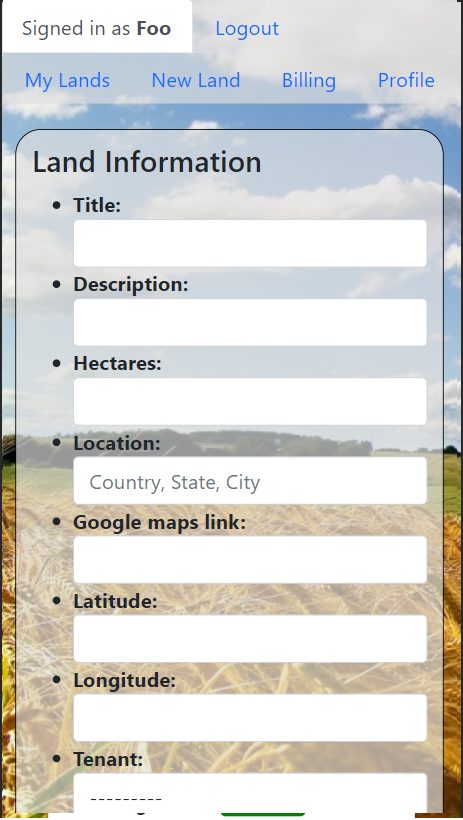 Signed in as Foo Logout
My Lands New Land Billing Profile
Land Information
• Title:
• Description:
• Hectares:
• Location:
Country, State, City
• Google maps link:
• Latitude:
• Longitude:
• Tenant:
---------